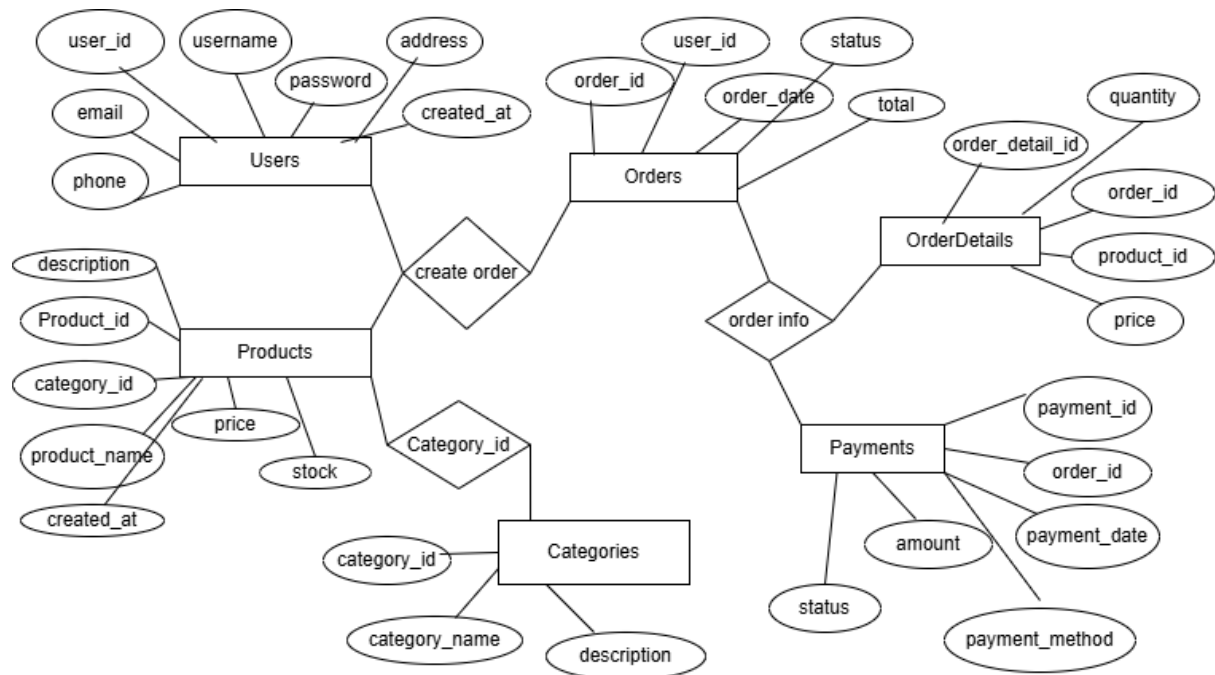 user_id
username
address
password
email
created_at
Users
phone
user_id
status
order_id
order_date
total
Orders
quantity
order_detail_id
order_id
OrderDetails
product_id
price
description
create order
Product_id
order info
Products
category_id
price
product_name
stock
created_at
Category_id
payment_id
Payments
order_id
payment_date
amount
status
payment_method
Categories
category_id
category_name
description